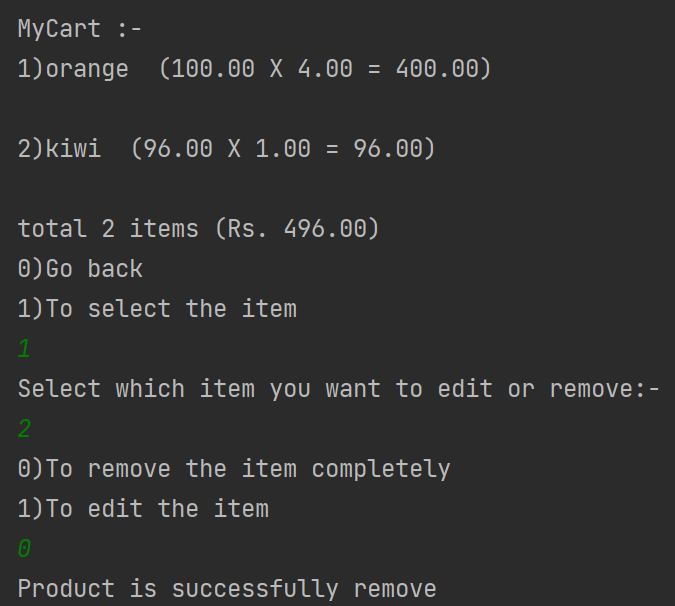 MyCart :-
1)orange  (100.00 X 4.00 = 400.00)
2)kiwi  (96.00 X 1.00 = 96.00)
total 2 items (Rs. 496.00)
0)Go back
1)To select the item
1
Select which item you want to edit or remove:-
2
0)To remove the item completely
1)To edit the item
0
Product is successfully remove